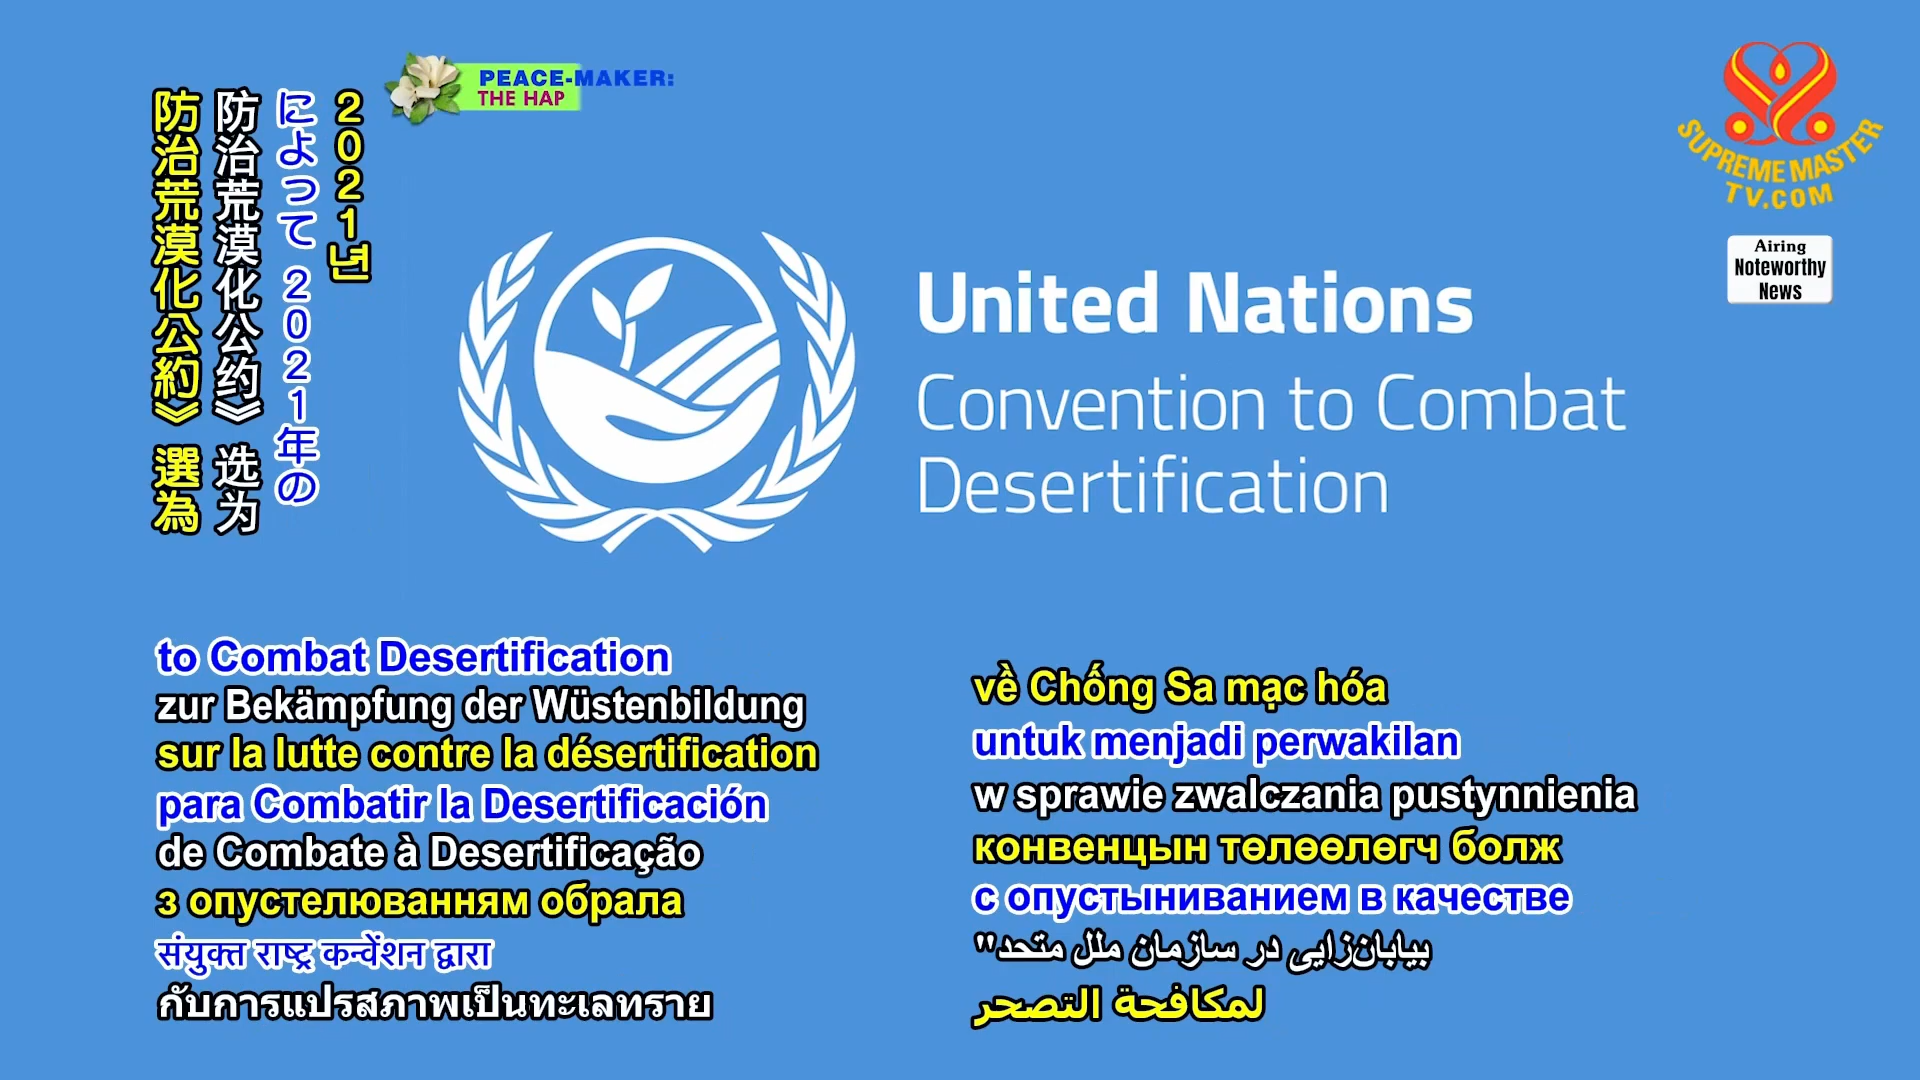 PEACE-MAKER:
THE HAP
SUPREME MASTER
TV.COM
Airing
Noteworthy
News
2021년
によって 2021年の
防治荒漠化公约》选为
防治荒漠化公約》選為
United Nations
Convention to Combat
Desertification
to Combat Desertification
zur Bekämpfung der Wüstenbildung
sur la lutte contre la désertification
para Combatir la Desertificación
de Combate à Desertificação
з опустелюванням обрала
संयुक्त राष्ट्र कन्वेंशन द्वारा
กับการแปรสภาพเป็นทะเลทราย
về Chống Sa mạc hóa
untuk menjadi perwakilan
w sprawie zwalczania pustynnienia
конвенцын төлөөлөгч болж
с опустыниванием в качестве
بیابان‌زایی در سازمان ملل متحد"
لمكافحة التصحر